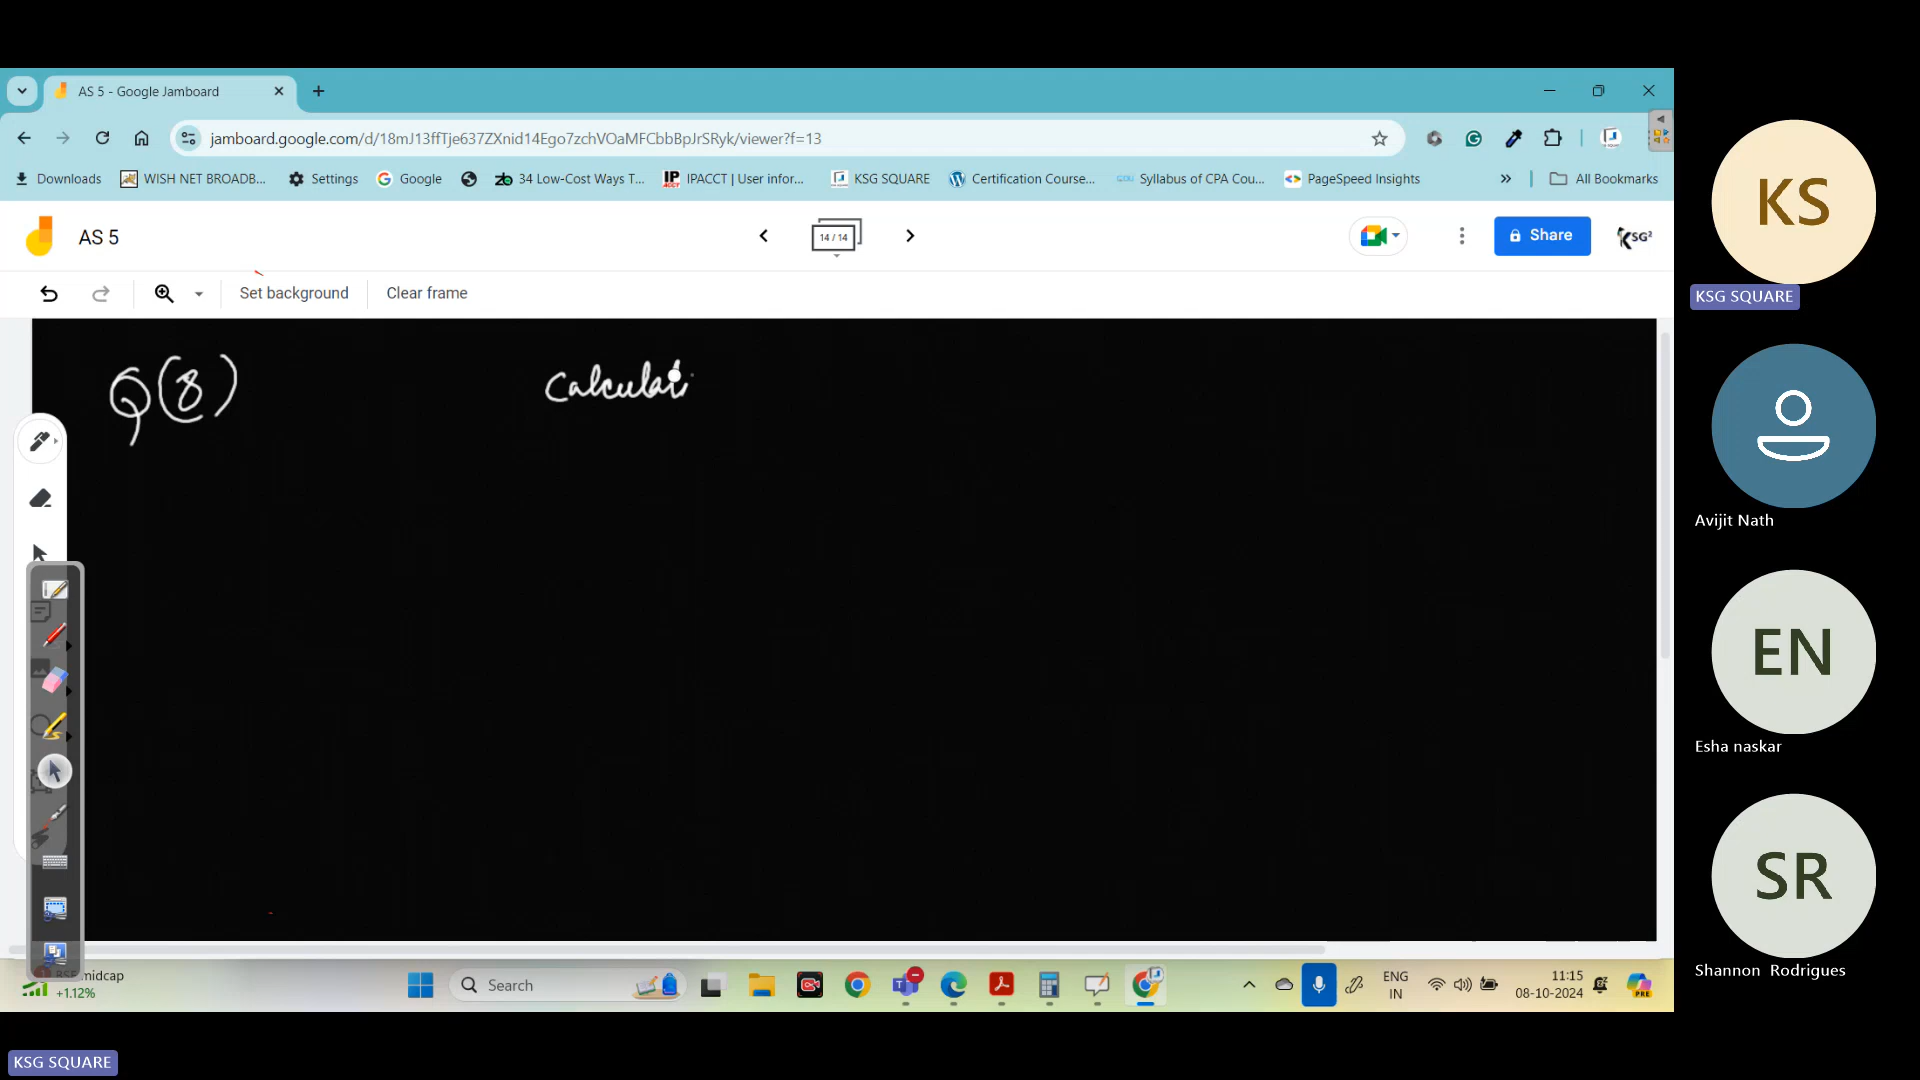 AS 5 - Google Jamboard
jamboard.google.com/d/18mJ13ffTje637ZXnid14Ego7zchVOaMFCbbBpJrSRyk/viewer?f=13
Downloads WISH NET BROADB... Settings Google 34 Low-Cost Ways T... IPACCT | User infor... KSG SQUARE Certification Course... Syllabus of CPA Cou... PageSpeed Insights » All Bookmarks
AS 5 14 / 14 Share KSG²
Set background Clear frame
Q(8) Calculati
KS
KSG SQUARE
Avijit Nath
EN
Esha naskar
SR
Shannon Rodrigues
midcap
+1.12%
Search
ENG
IN
11:15
08-10-2024
PRE
KSG SQUARE